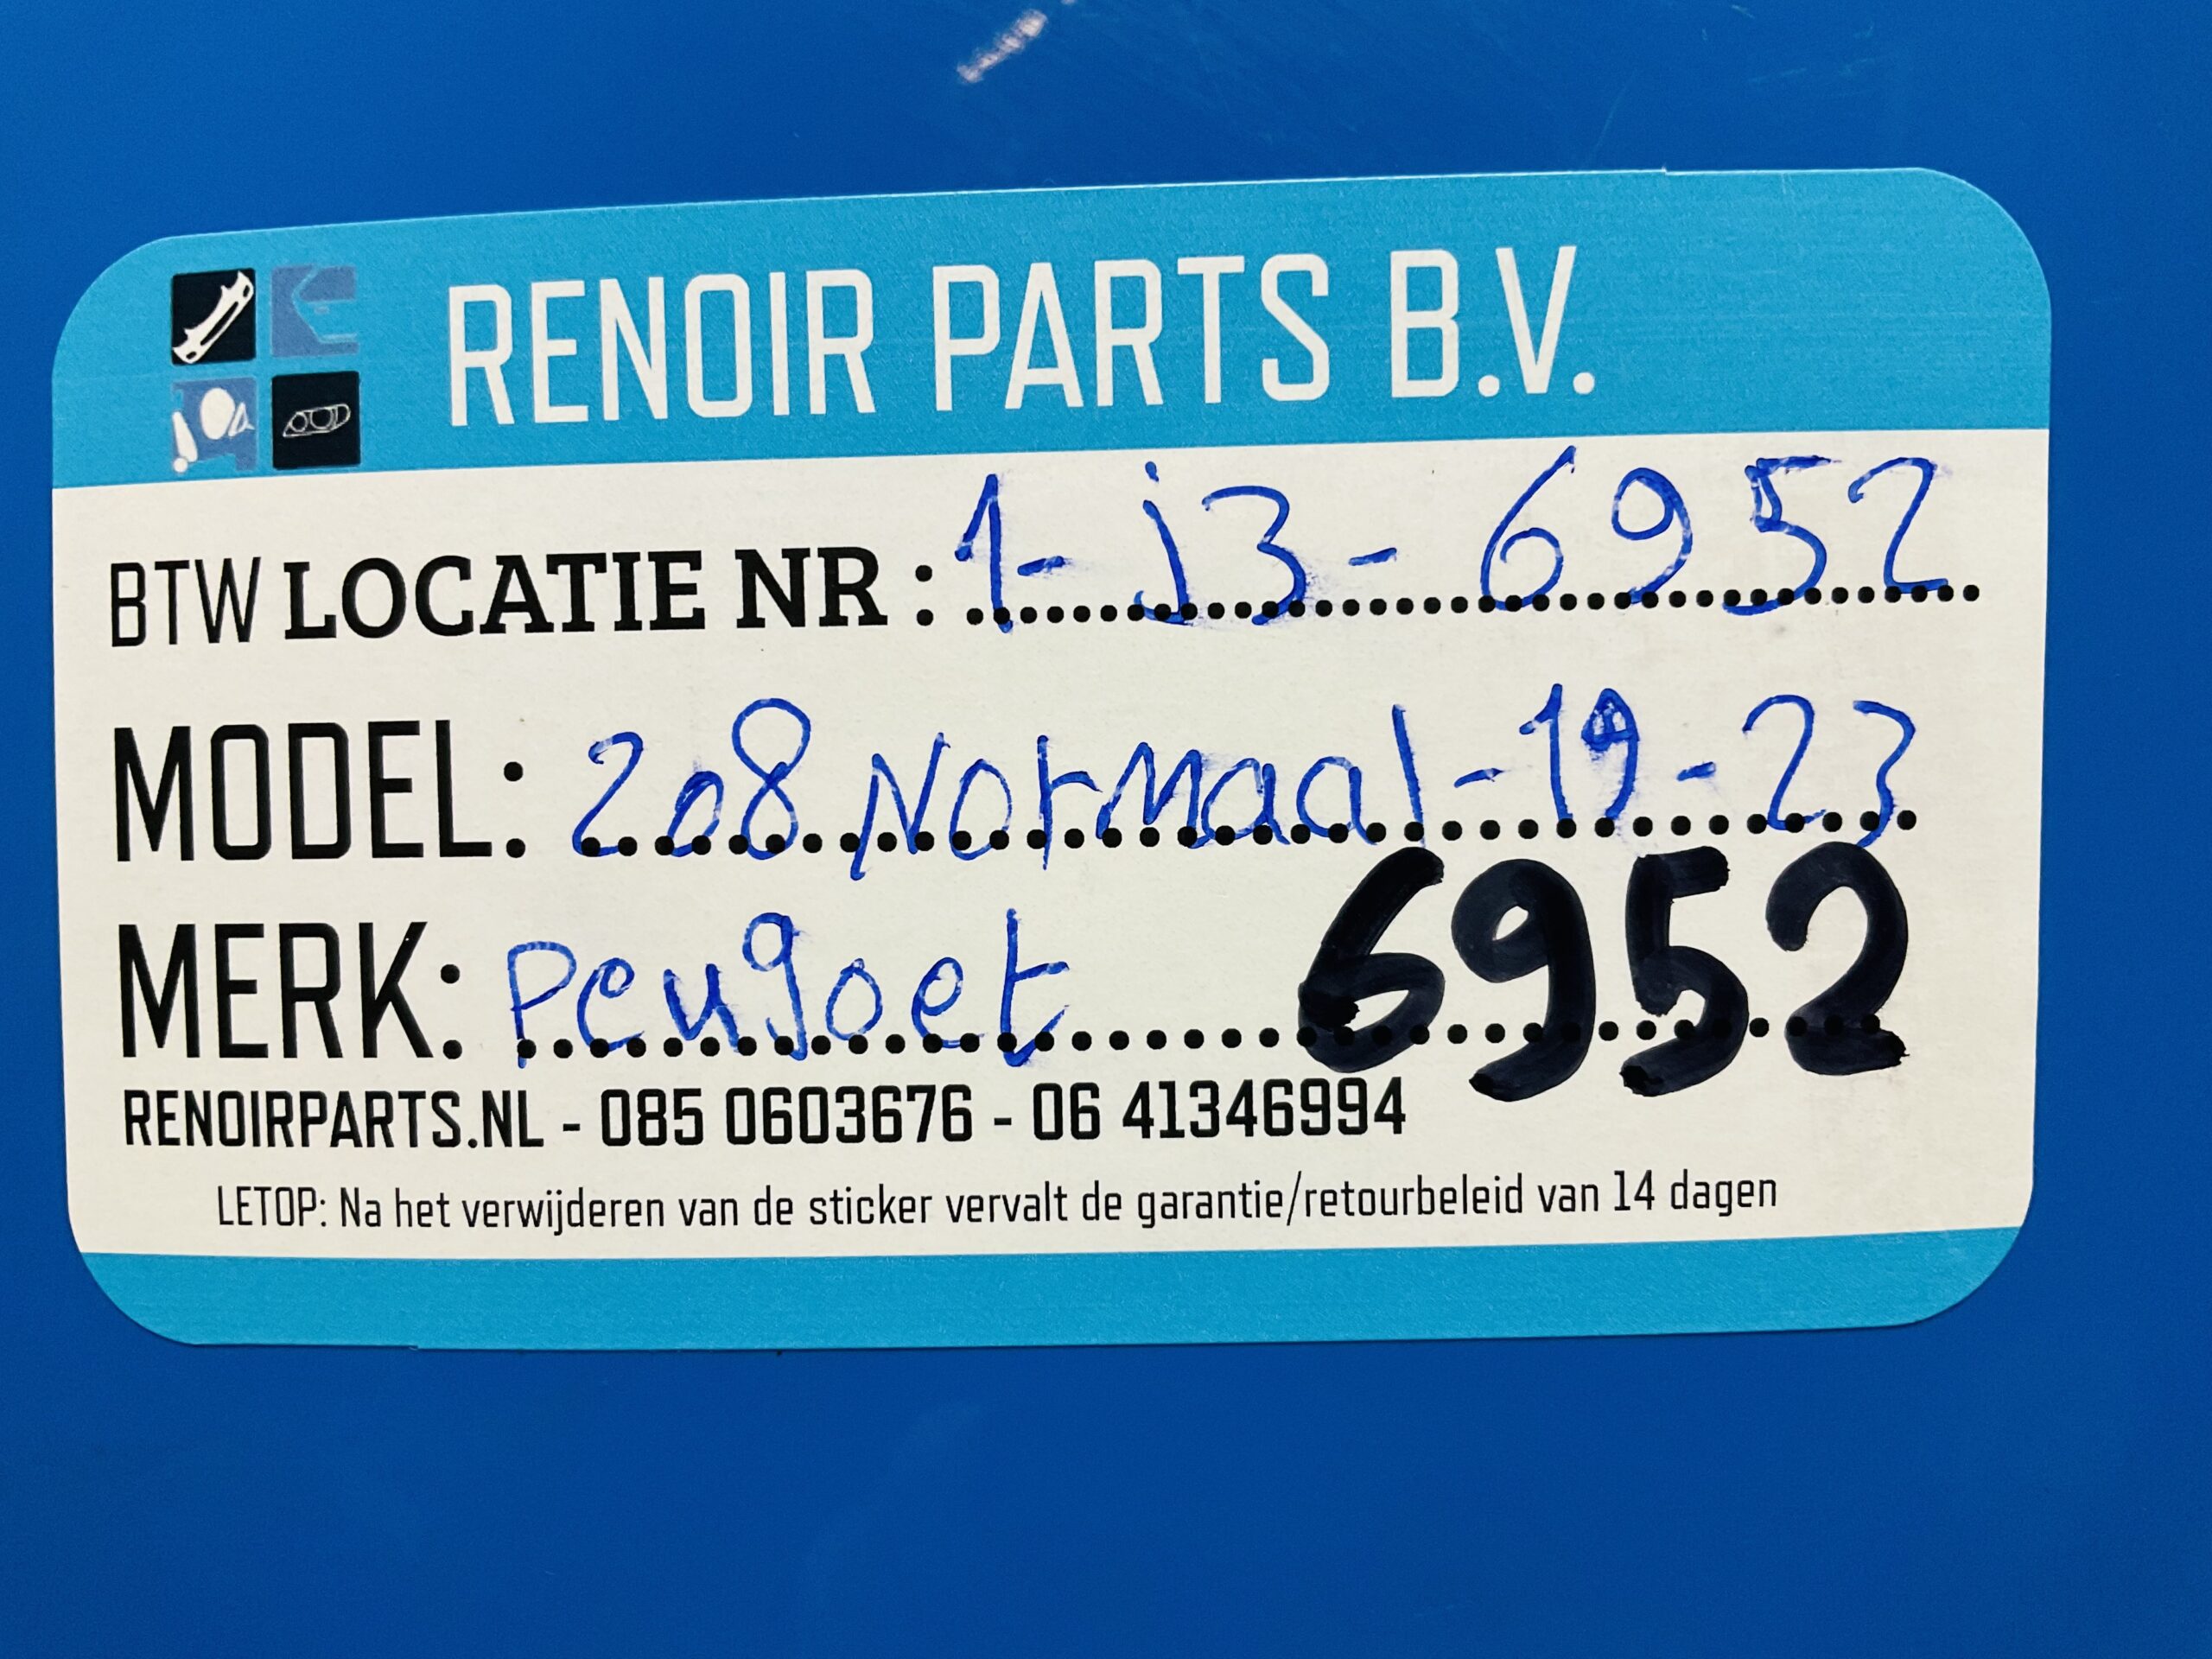 RENOIR PARTS B.V.
BTW LOCATIE NR : 1 - j3 - 6952
MODEL: 208 Normaal - 19 - 23
MERK: Peugoet 6952
RENOIRPARTS.NL - 085 0603676 - 06 41346994
LETOP: Na het verwijderen van de sticker vervalt de garantie/retourbeleid van 14 dagen